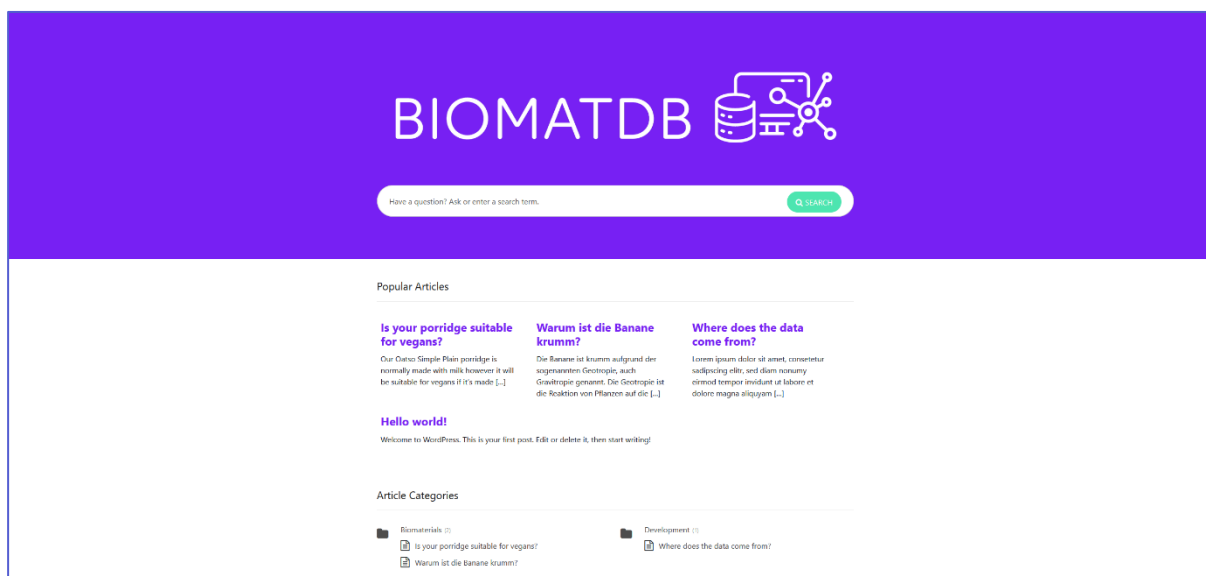 BIOMATDB
Have a question? Ask or enter a search term.
SEARCH
Popular Articles
Is your porridge suitable
for vegans?
Our Oatso Simple Plain porridge is
normally made with milk however it will
be suitable for vegans if it's made [...]
Warum ist die Banane
krumm?
Die Banane ist krumm aufgrund der
sogenannten Geotropie, auch
Gravitropie genannt. Die Geotropie ist
die Reaktion von Pflanzen auf die [...]
Where does the data
come from?
Lorem ipsum dolor sit amet, consetetur
sadipscing elitr, sed diam nonumy
eirmod tempor invidunt ut labore et
dolore magna aliquyam [...]
Hello world!
Welcome to WordPress. This is your first post. Edit or delete it, then start writing!
Article Categories
Biomaterials (2)
Is your porridge suitable for vegans?
Warum ist die Banane krumm?
Development (1)
Where does the data come from?